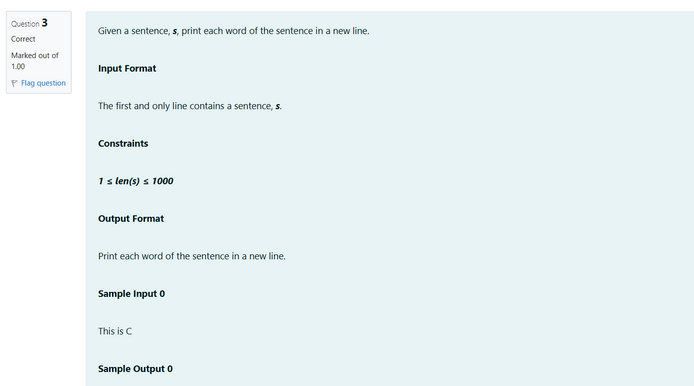 Question 3
Correct
Marked out of
1.00
Flag question
Given a sentence, s, print each word of the sentence in a new line.
Input Format
The first and only line contains a sentence, s.
Constraints
1 ≤ len(s) ≤ 1000
Output Format
Print each word of the sentence in a new line.
Sample Input 0
This is C
Sample Output 0